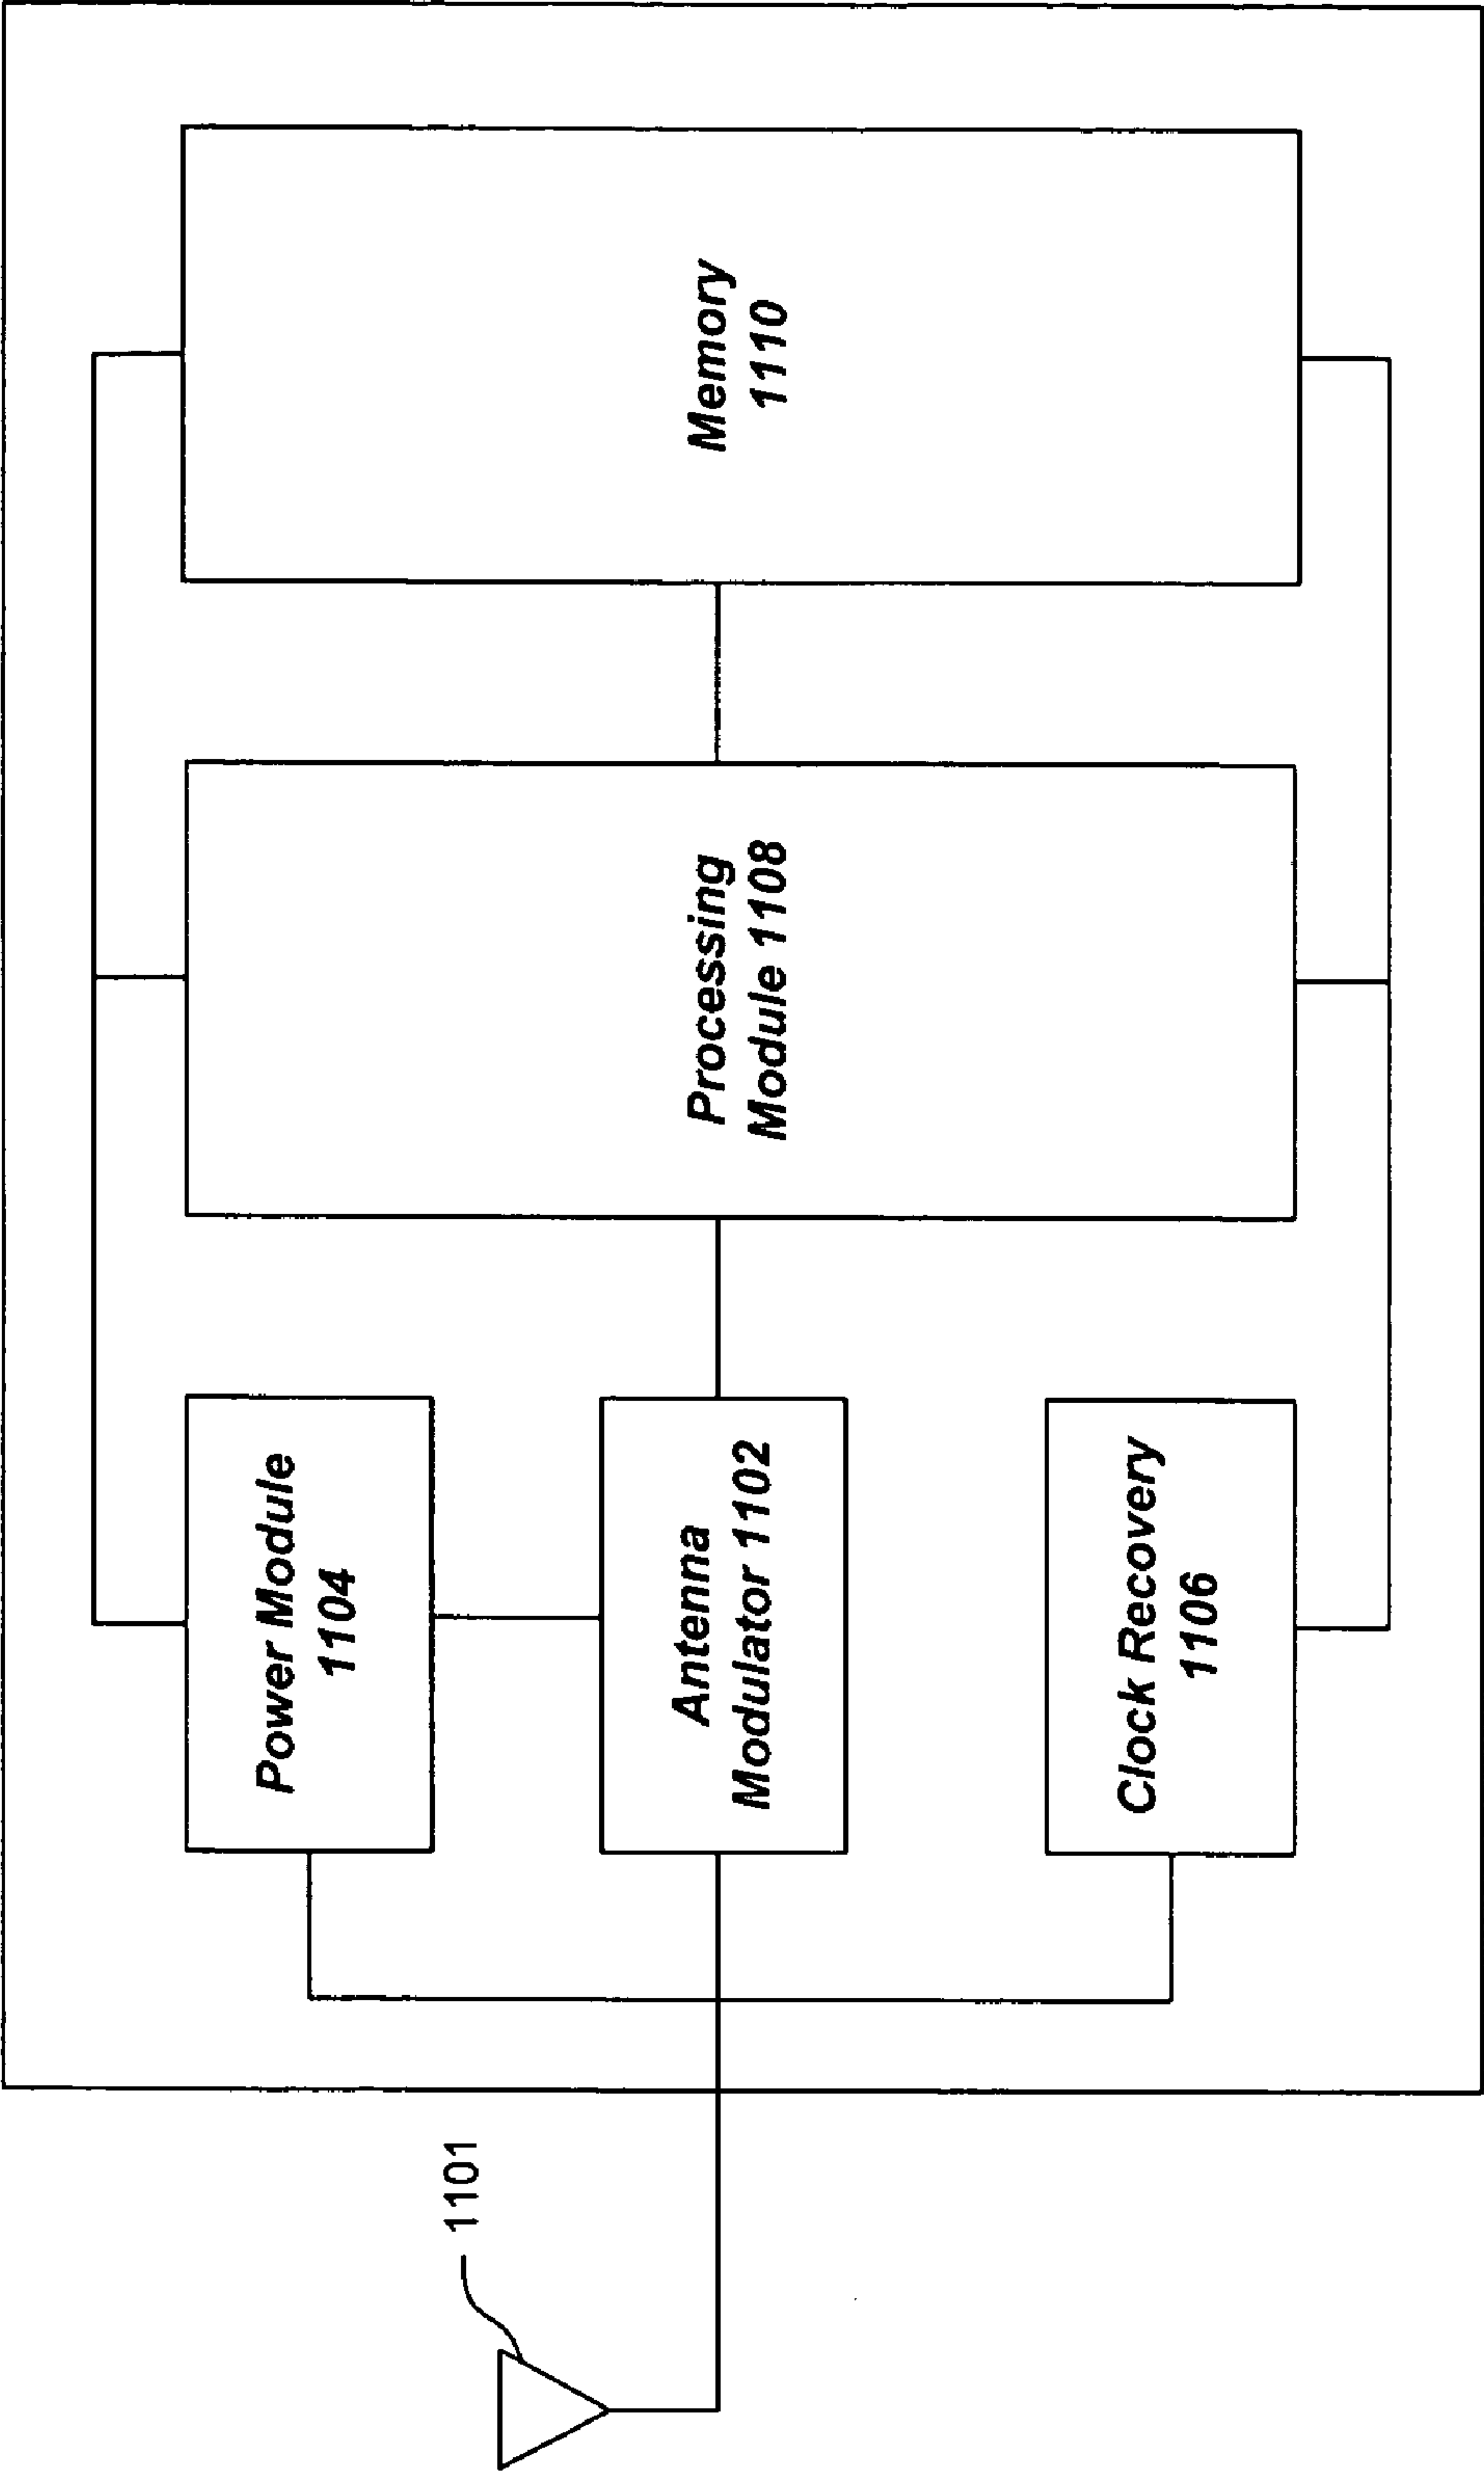 Power Module
1104
Antenna
Modulator 1102
Clock Recovery
1106
Processing
Module 1108
Memory
1110
1101